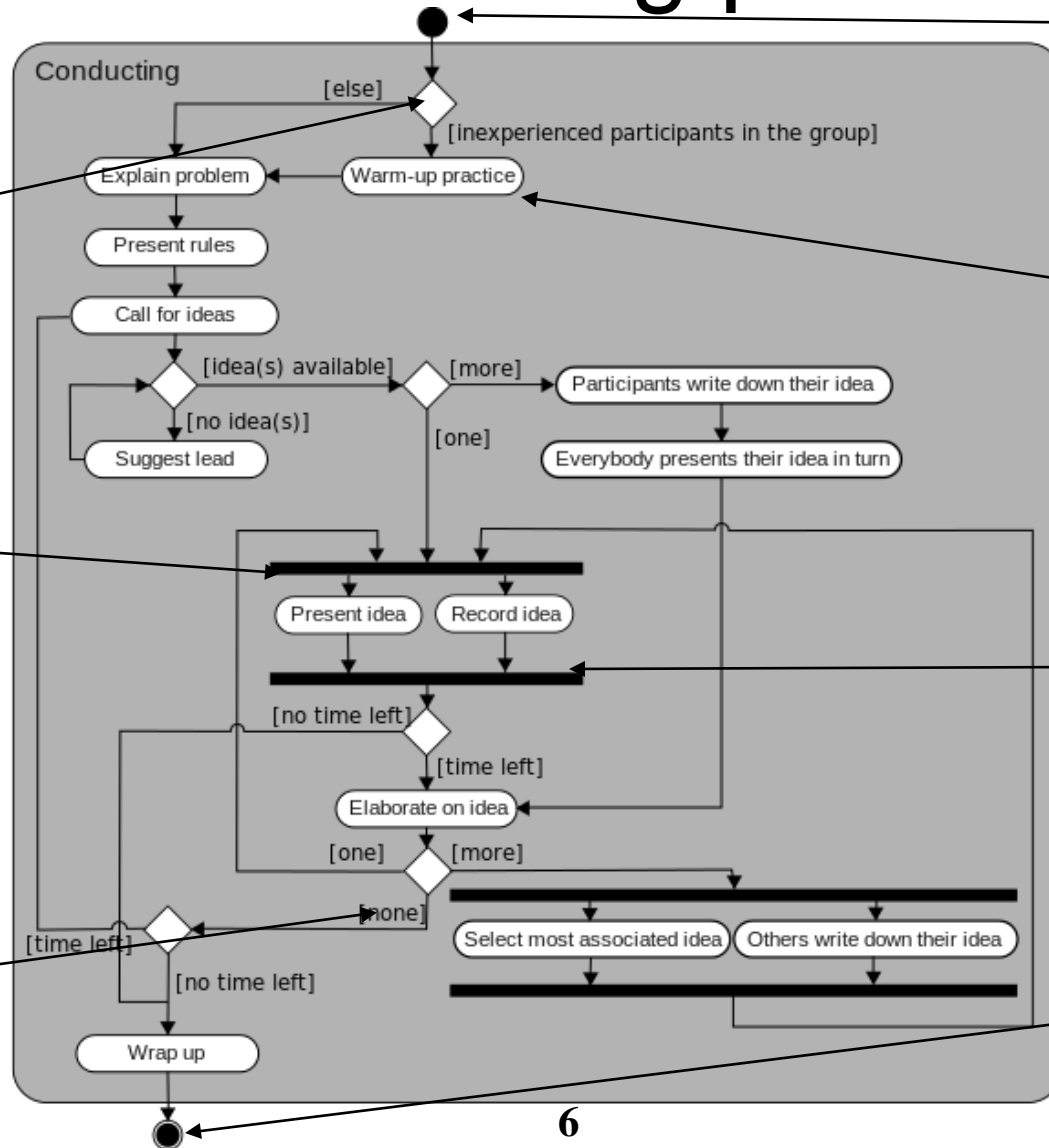 Conducting
[else]
[inexperienced participants in the group]
Explain problem
Warm-up practice
Present rules
Call for ideas
[idea(s) available]
[more]
Participants write down their idea
[no idea(s)]
[one]
Suggest lead
Everybody presents their idea in turn
Present idea
Record idea
[no time left]
[time left]
Elaborate on idea
[one]
[more]
[none]
Select most associated idea
Others write down their idea
[time left]
[no time left]
Wrap up
6